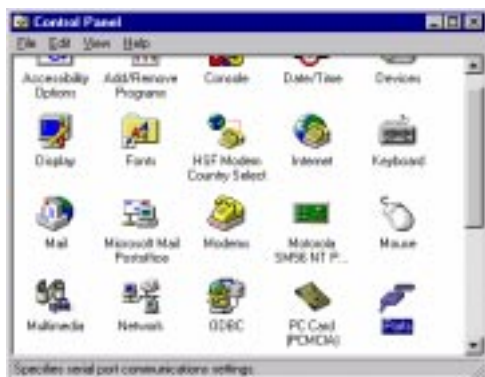 Control Panel
File Edit View Help
Accessibility Options
Add/Remove Programs
Console
Date/Time
Devices
Display
Fonts
HSF Modem Country Select
Internet
Keyboard
Mail
Microsoft Mail Postoffice
Modems
Motorola SM56 NT P...
Mouse
Multimedia
Network
ODBC
PC Card (PCMCIA)
Ports
Specifies serial port communications settings.